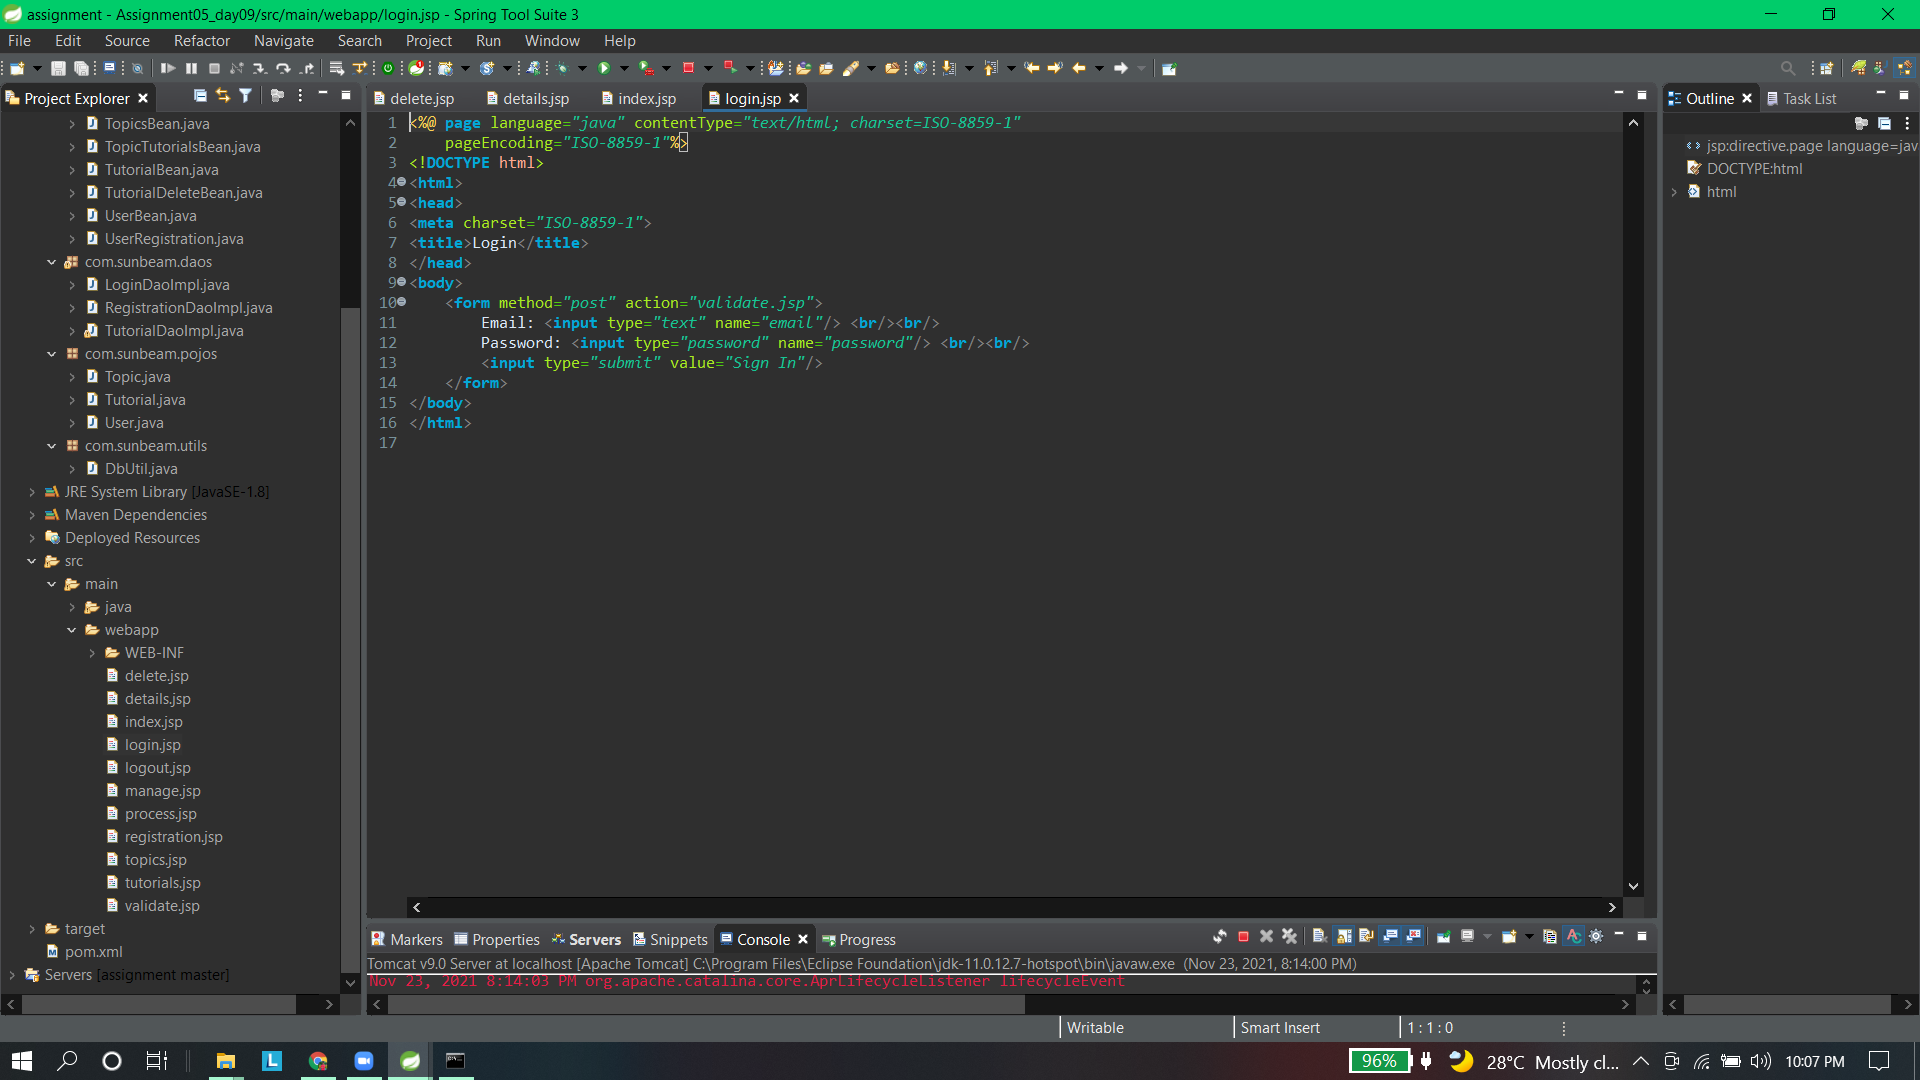 assignment - Assignment05_day09/src/main/webapp/login.jsp - Spring Tool Suite 3
File Edit Source Refactor Navigate Search Project Run Window Help
Project Explorer
TopicsBean.java
TopicTutorialsBean.java
TutorialBean.java
TutorialDeleteBean.java
UserBean.java
UserRegistration.java
com.sunbeam.daos
LoginDaoImpl.java
RegistrationDaoImpl.java
TutorialDaoImpl.java
com.sunbeam.pojos
Topic.java
Tutorial.java
User.java
com.sunbeam.utils
DbUtil.java
JRE System Library [JavaSE-1.8]
Maven Dependencies
Deployed Resources
src
main
java
webapp
WEB-INF
delete.jsp
details.jsp
index.jsp
login.jsp
logout.jsp
manage.jsp
process.jsp
registration.jsp
topics.jsp
tutorials.jsp
validate.jsp
target
pom.xml
Servers [assignment master]
delete.jsp details.jsp index.jsp login.jsp
1 <%@ page language="java" contentType="text/html; charset=ISO-8859-1"
2 pageEncoding="ISO-8859-1"%>
3 <!DOCTYPE html>
4 <html>
5 <head>
6 <meta charset="ISO-8859-1">
7 <title>Login</title>
8 </head>
9 <body>
10 <form method="post" action="validate.jsp">
11 Email: <input type="text" name="email"/> <br/><br/>
12 Password: <input type="password" name="password"/> <br/><br/>
13 <input type="submit" value="Sign In"/>
14 </form>
15 </body>
16 </html>
17
Outline Task List
jsp:directive.page language=jav
DOCTYPE:html
html
Markers Properties Servers Snippets Console Progress
Tomcat v9.0 Server at localhost [Apache Tomcat] C:\Program Files\Eclipse Foundation\jdk-11.0.12.7-hotspot\bin\javaw.exe (Nov 23, 2021, 8:14:00 PM)
Nov 23, 2021 8:14:03 PM org.apache.catalina.core.AprLifecycleListener lifecycleEvent
Writable Smart Insert 1 : 1 : 0
L 96% 28°C Mostly cl... 10:07 PM